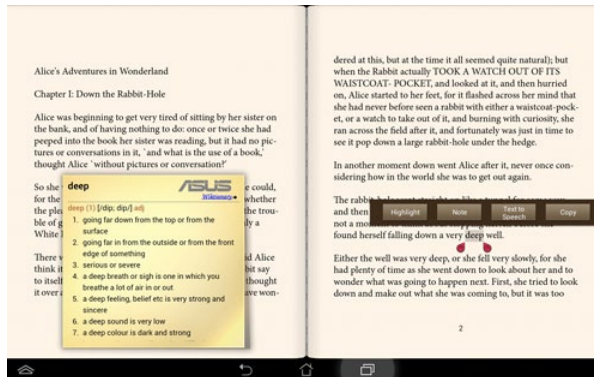 Alice's Adventures in Wonderland
Chapter I: Down the Rabbit-Hole
Alice was beginning to get very tired of sitting by her sister on
the bank, and of having nothing to do: once or twice she had
peeped into the book her sister was reading, but it had no pic-
tures or conversations in it, `and what is the use of a book,'
thought Alice `without pictures or conversation?'
So she could,
for the whether
the the trou-
ble of a
White
There Alice
think it say
to itself thought
it over won-
deep
ASUS
Wiktionary
deep (1) [/dip; dip/] adj
1. going far down from the top or from the
surface
2. going far in from the outside or from the front
edge of something
3. serious or severe
4. a deep breath or sigh is one in which you
breathe a lot of air in or out
5. a deep feeling, belief etc is very strong and
sincere
6. a deep sound is very low
7. a deep colour is dark and strong
dered at this, but at the time it all seemed quite natural); but
when the Rabbit actually TOOK A WATCH OUT OF ITS
WAISTCOAT- POCKET, and looked at it, and then hurried
on, Alice started to her feet, for it flashed across her mind that
she had never before seen a rabbit with either a waistcoat-pock-
et, or a watch to take out of it, and burning with curiosity, she
ran across the field after it, and fortunately was just in time to
see it pop down a large rabbit-hole under the hedge.
In another moment down went Alice after it, never once con-
sidering how in the world she was to get out again.
The
and then
Highlight
Note
Text to
Speech
Copy
not a
found herself falling down a very deep well.
Either the well was very deep, or she fell very slowly, for she
had plenty of time as she went down to look about her and to
wonder what was going to happen next. First, she tried to look
down and make out what she was coming to, but it was too
2